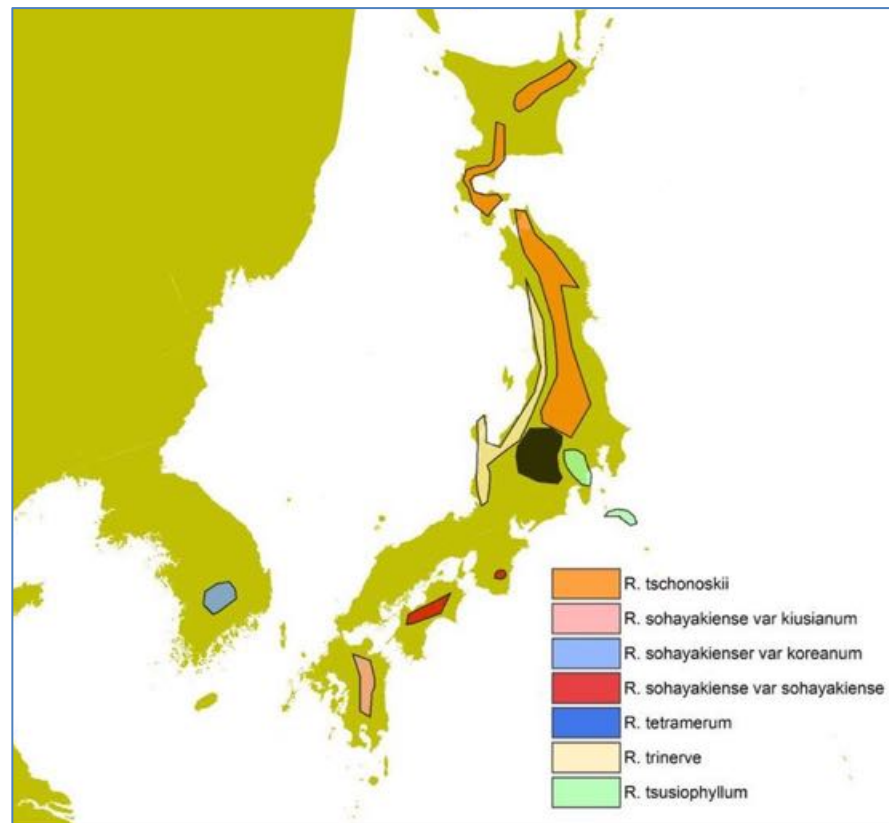 R. tschonoskii
R. sohayakiense var kiusianum
R. sohayakienser var koreanum
R. sohayakiense var sohayakiense
R. tetramerum
R. trinerve
R. tsusiophyllum